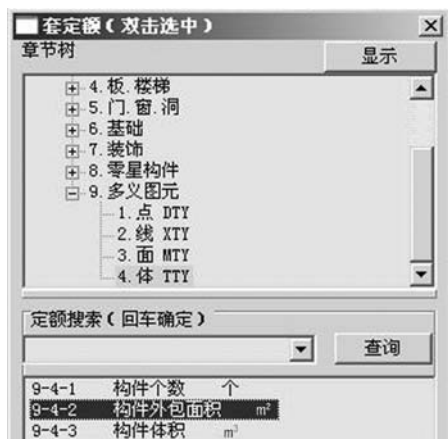 套定额(双击选中)
章节树
显示
4.板.楼梯
5.门.窗.洞
6.基础
7.装饰
8.零星构件
9.多义图元
1.点 DTY
2.线 XTY
3.面 MTY
4.体 TTY
定额搜索(回车确定)
查询
9-4-1 构件个数 个
9-4-2 构件外包面积 m²
9-4-3 构件体积 m³